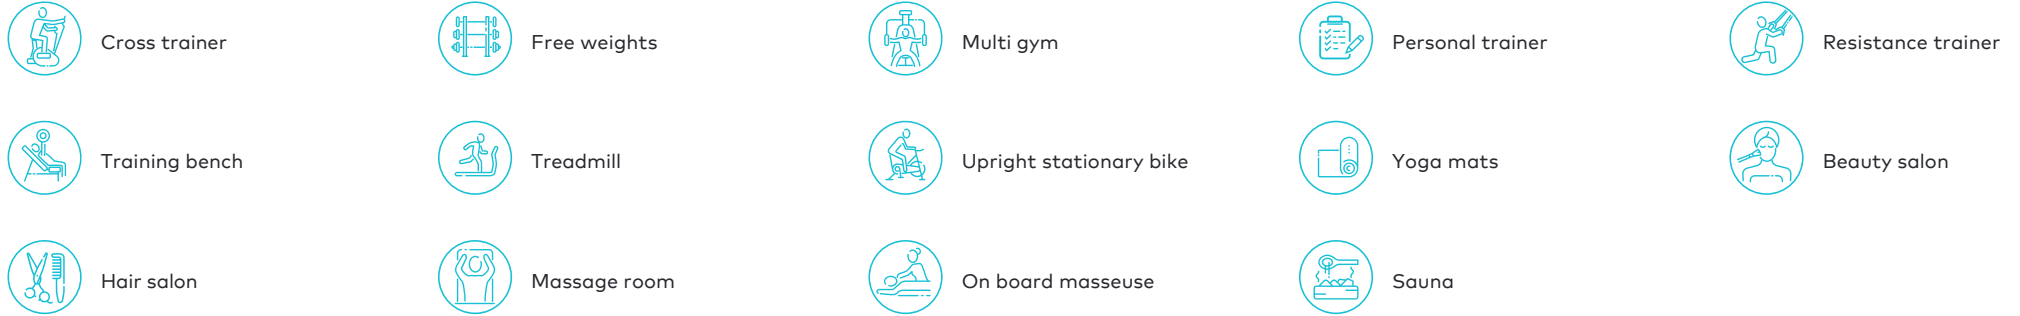 Cross trainer
Free weights
Multi gym
Personal trainer
Resistance trainer
Training bench
Treadmill
Upright stationary bike
Yoga mats
Beauty salon
Hair salon
Massage room
On board masseuse
Sauna